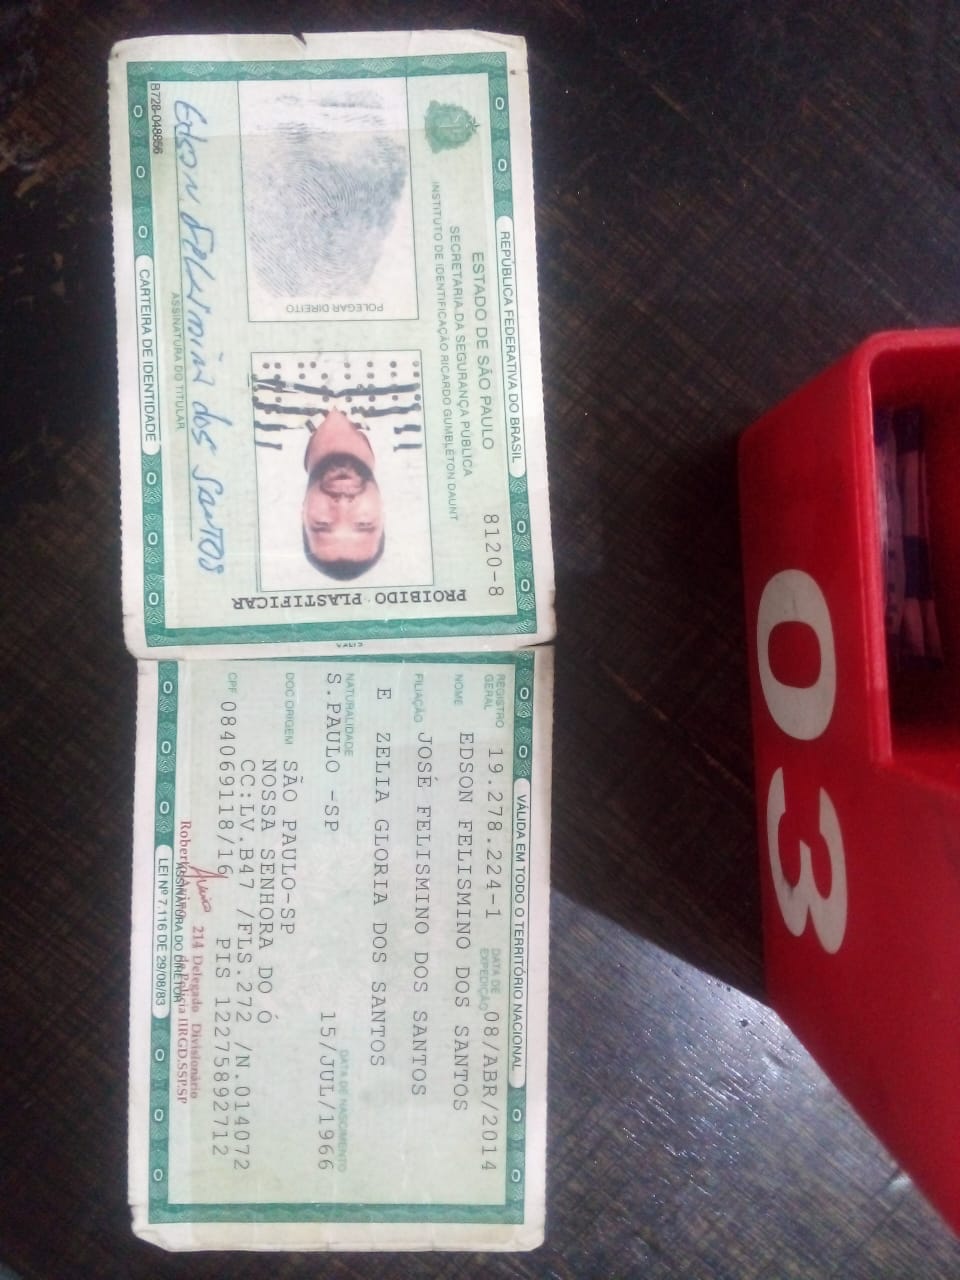 03
REPÚBLICA FEDERATIVA DO BRASIL
ESTADO DE SÃO PAULO
8120-8
SECRETARIA DA SEGURANÇA PÚBLICA
INSTITUTO DE IDENTIFICAÇÃO RICARDO GUMBLETON DAUNT
POLEGAR DIREITO
PROIBIDO PLASTIFICAR
Edson Felismino dos Santos
ASSINATURA DO TITULAR
B728-048856
CARTEIRA DE IDENTIDADE
VÁLIDA EM TODO O TERRITÓRIO NACIONAL
REGISTRO GERAL 19.278.224-1 DATA DE EXPEDIÇÃO 08/ABR/2014
NOME EDSON FELISMINO DOS SANTOS
FILIAÇÃO JOSÉ FELISMINO DOS SANTOS
E ZELIA GLORIA DOS SANTOS
NATURALIDADE DATA DE NASCIMENTO
S.PAULO -SP 15/JUL/1966
DOC ORIGEM SÃO PAULO-SP
NOSSA SENHORA DO Ó
CC:LV.B47 /FLS.272 /N.014072
CPF 084069118/16 PIS 12275892712
214 Delegado Divisionário
Roberto Avino de Polícia IIRGD.SSP.SP
ASSINATURA DO DIRETOR
LEI Nº 7.116 DE 29/08/83